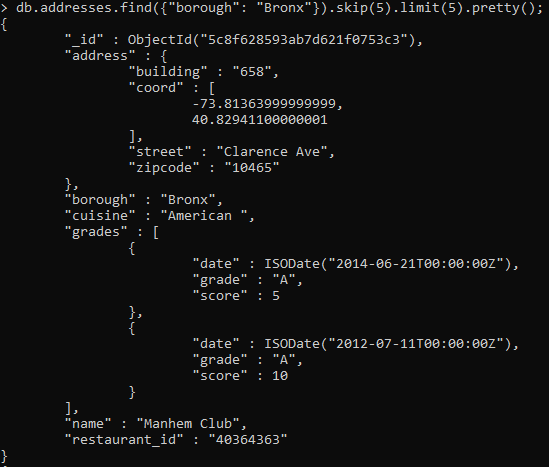 > db.addresses.find({"borough": "Bronx"}).skip(5).limit(5).pretty();
{
        "_id" : ObjectId("5c8f628593ab7d621f0753c3"),
        "address" : {
                "building" : "658",
                "coord" : [
                        -73.81363999999999,
                        40.82941100000001
                ],
                "street" : "Clarence Ave",
                "zipcode" : "10465"
        },
        "borough" : "Bronx",
        "cuisine" : "American ",
        "grades" : [
                {
                        "date" : ISODate("2014-06-21T00:00:00Z"),
                        "grade" : "A",
                        "score" : 5
                },
                {
                        "date" : ISODate("2012-07-11T00:00:00Z"),
                        "grade" : "A",
                        "score" : 10
                }
        ],
        "name" : "Manhem Club",
        "restaurant_id" : "40364363"
}